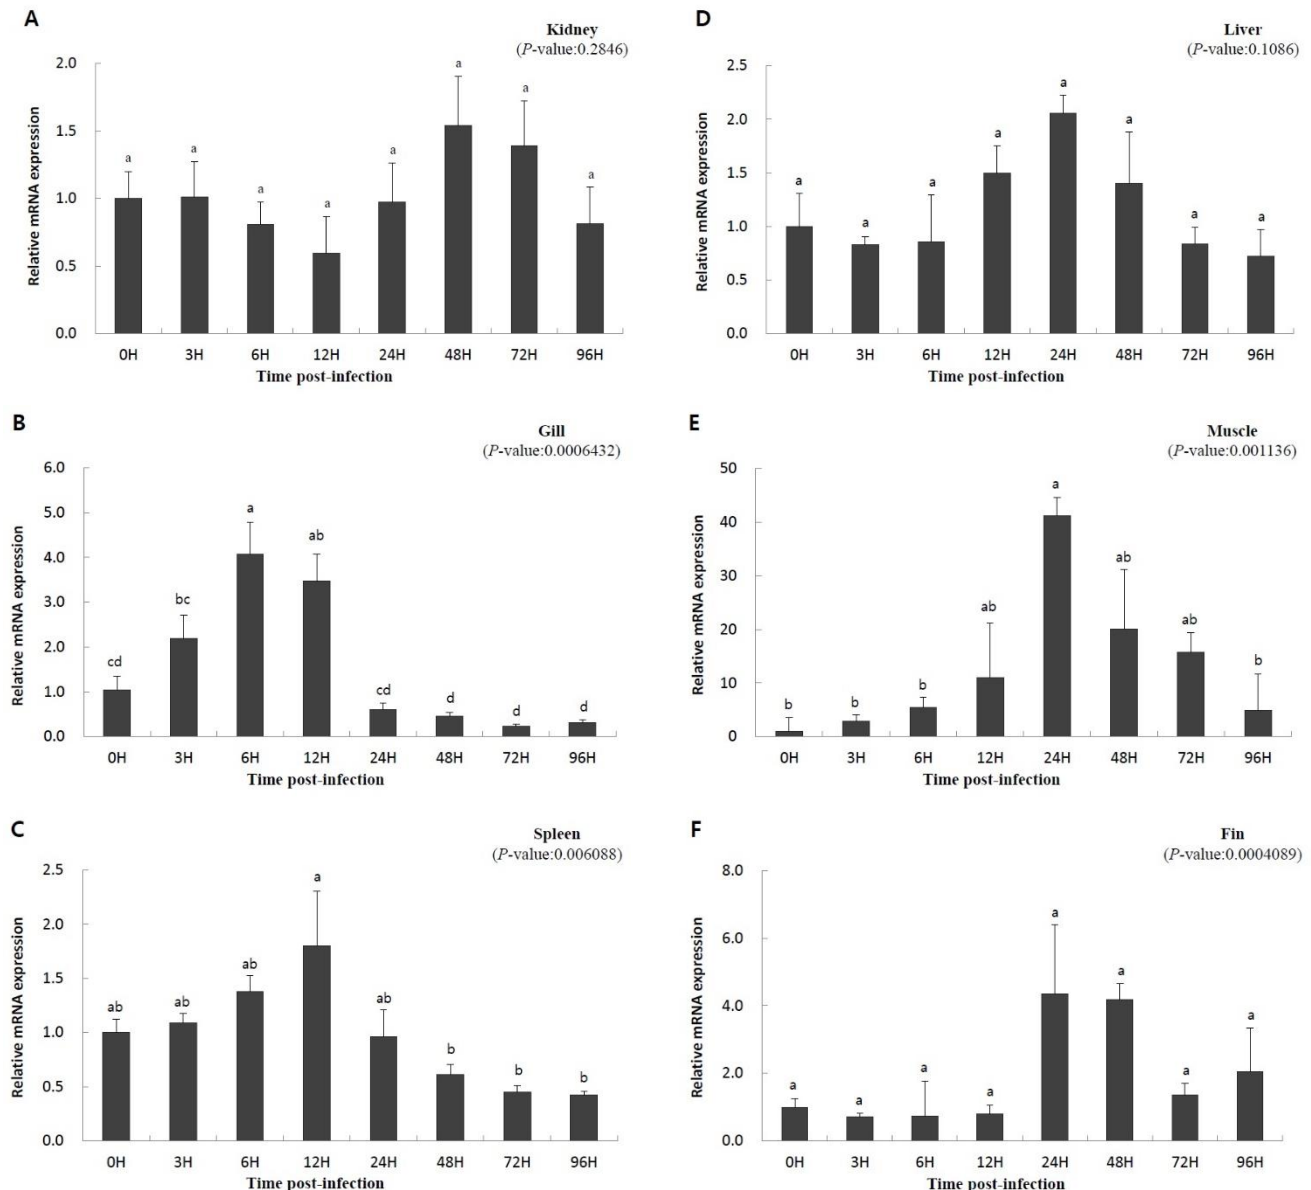 A
Kidney
(P-value:0.2846)
Relative mRNA expression
2.0
1.5
1.0
0.5
0.0
a a a a a a a a
0H 3H 6H 12H 24H 48H 72H 96H
Time post-infection
D
Liver
(P-value:0.1086)
Relative mRNA expression
2.5
2.0
1.5
1.0
0.5
0.0
a a a a a a a a
0H 3H 6H 12H 24H 48H 72H 96H
Time post-infection
B
Gill
(P-value:0.0006432)
Relative mRNA expression
6.0
5.0
4.0
3.0
2.0
1.0
0.0
cd bc a ab cd d d d
0H 3H 6H 12H 24H 48H 72H 96H
Time post-infection
E
Muscle
(P-value:0.001136)
Relative mRNA expression
50
40
30
20
10
0
b b b ab a ab ab b
0H 3H 6H 12H 24H 48H 72H 96H
Time post-infection
C
Spleen
(P-value:0.006088)
Relative mRNA expression
2.5
2.0
1.5
1.0
0.5
0.0
ab ab ab a ab b b b
0H 3H 6H 12H 24H 48H 72H 96H
Time post-infection
F
Fin
(P-value:0.0004089)
Relative mRNA expression
8.0
6.0
4.0
2.0
0.0
a a a a a a a a
0H 3H 6H 12H 24H 48H 72H 96H
Time post-infection